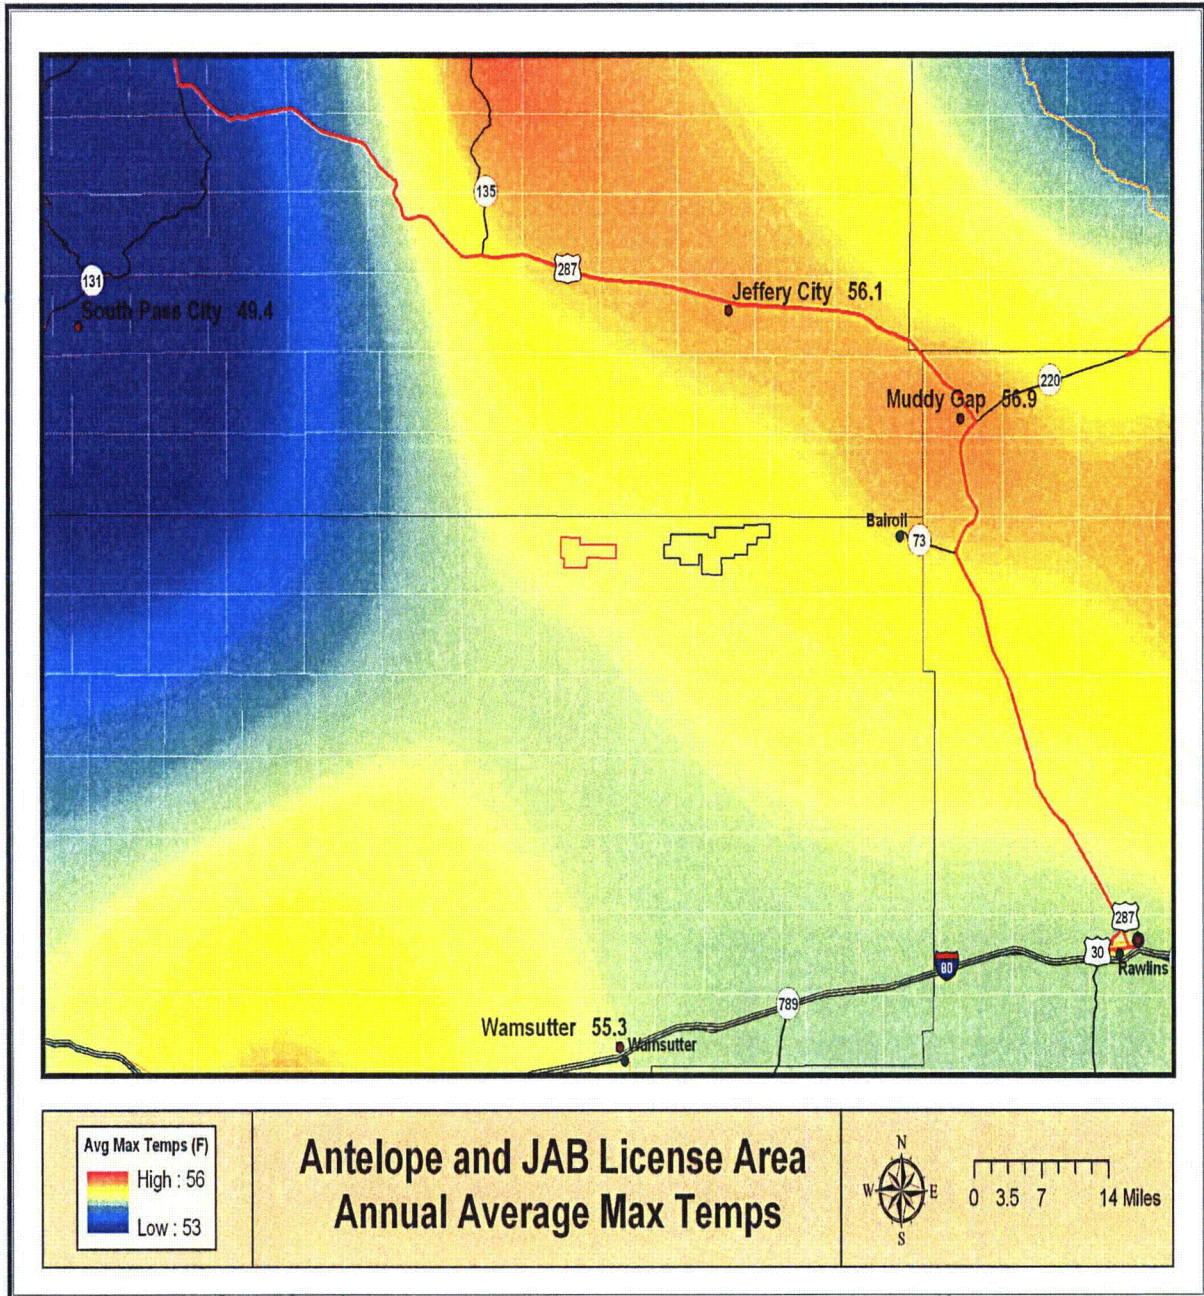 135
287
131
South Pass City 49.4
Jeffery City 56.1
220
Muddy Gap 56.9
Bairoil
73
287
30
Rawlins
80
789
Wamsutter 55.3
Wamsutter
Avg Max Temps (F)
High : 56
Low : 53
Antelope and JAB License Area
Annual Average Max Temps
N
W E
S
0 3.5 7 14 Miles